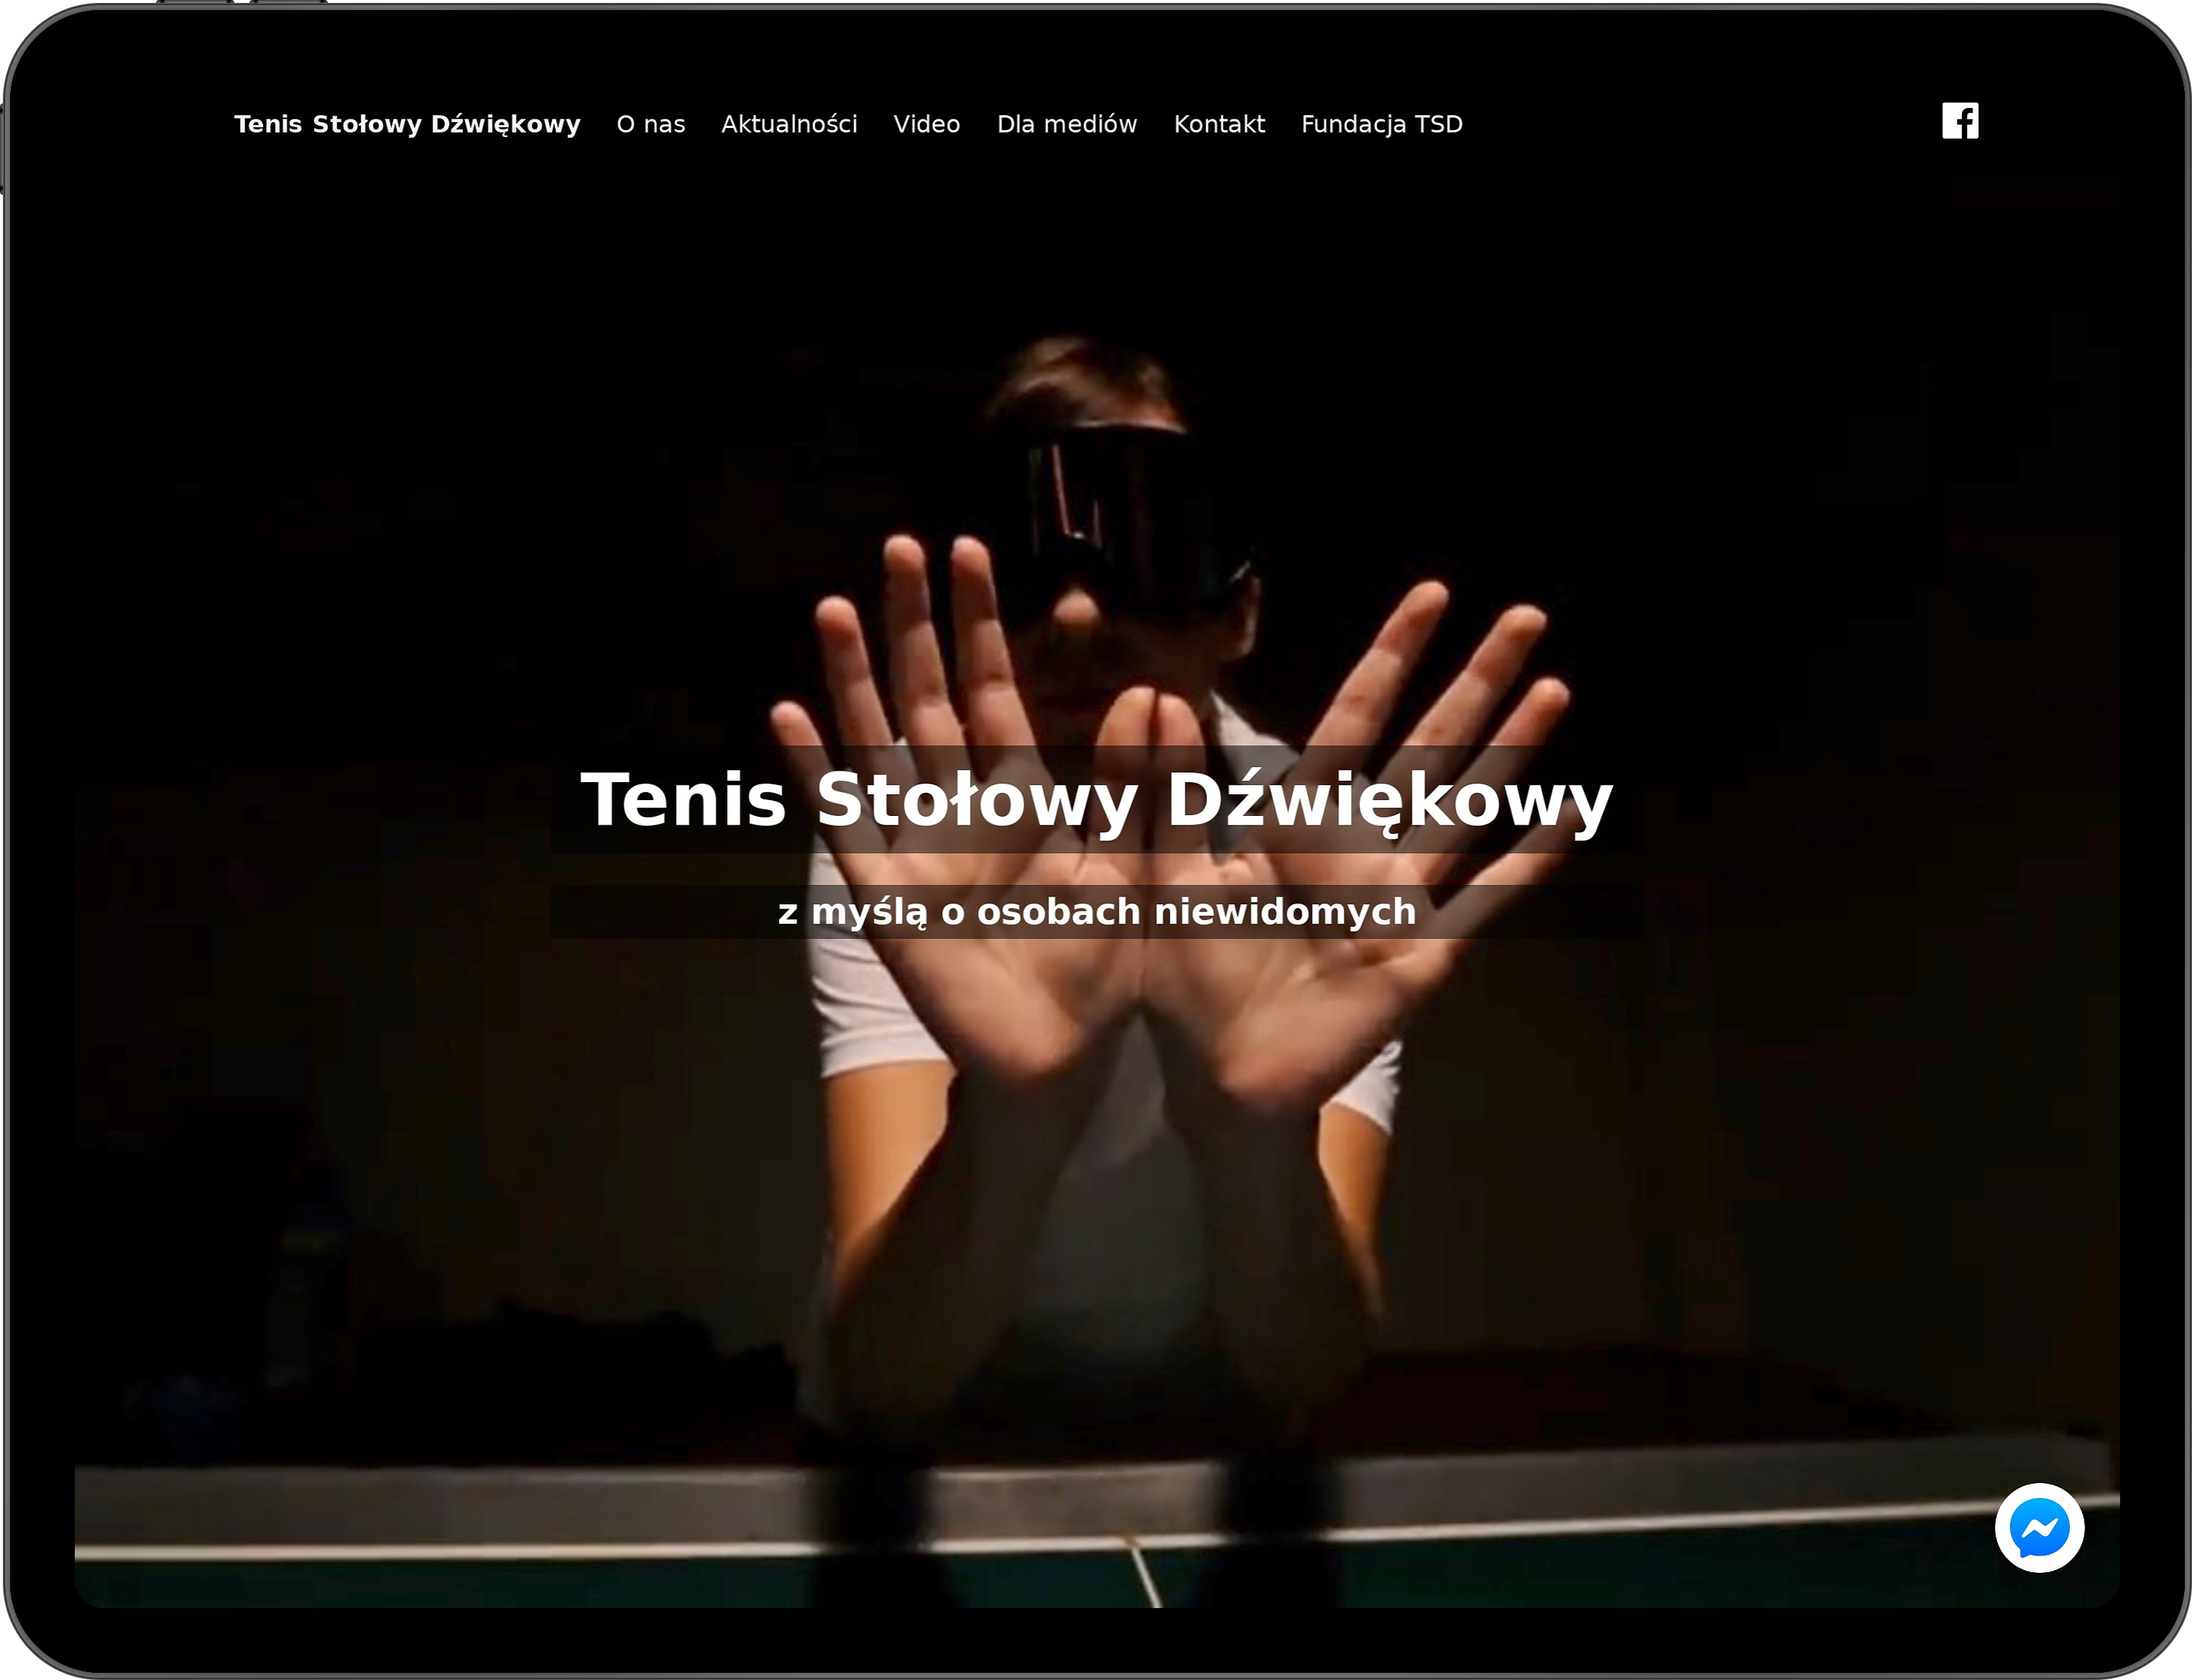 Tenis Stołowy Dźwiękowy O nas Aktualności Video Dla mediów Kontakt Fundacja TSD
Tenis Stołowy Dźwiękowy
z myślą o osobach niewidomych